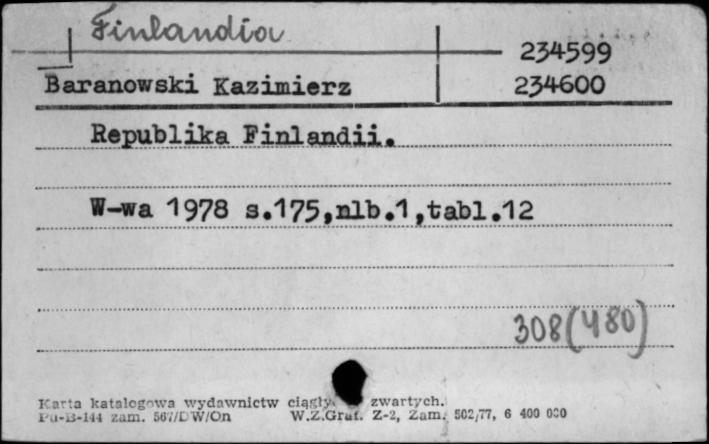 Finlandia
234599
Baranowski Kazimierz
234600
Republika Finlandii.
W-wa 1978 s.175,nlb.1,tabl.12
308(480)
Karta katalogowa wydawnictw zwartych.
Pu-B-144 zam. 567/DW/On W.Z.Graf. Z-2, Zam. 502/77, 6 400 000